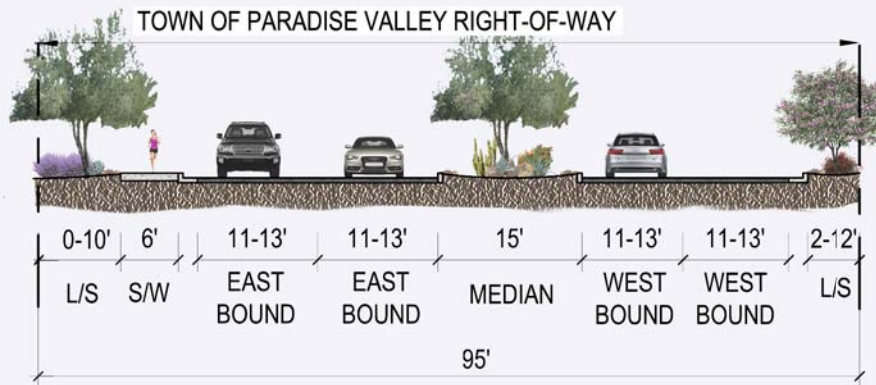 TOWN OF PARADISE VALLEY RIGHT-OF-WAY
0-10' 6' 11-13' 11-13' 15' 11-13' 11-13' 2-12'
L/S S/W EAST BOUND EAST BOUND MEDIAN WEST BOUND WEST BOUND L/S
95'